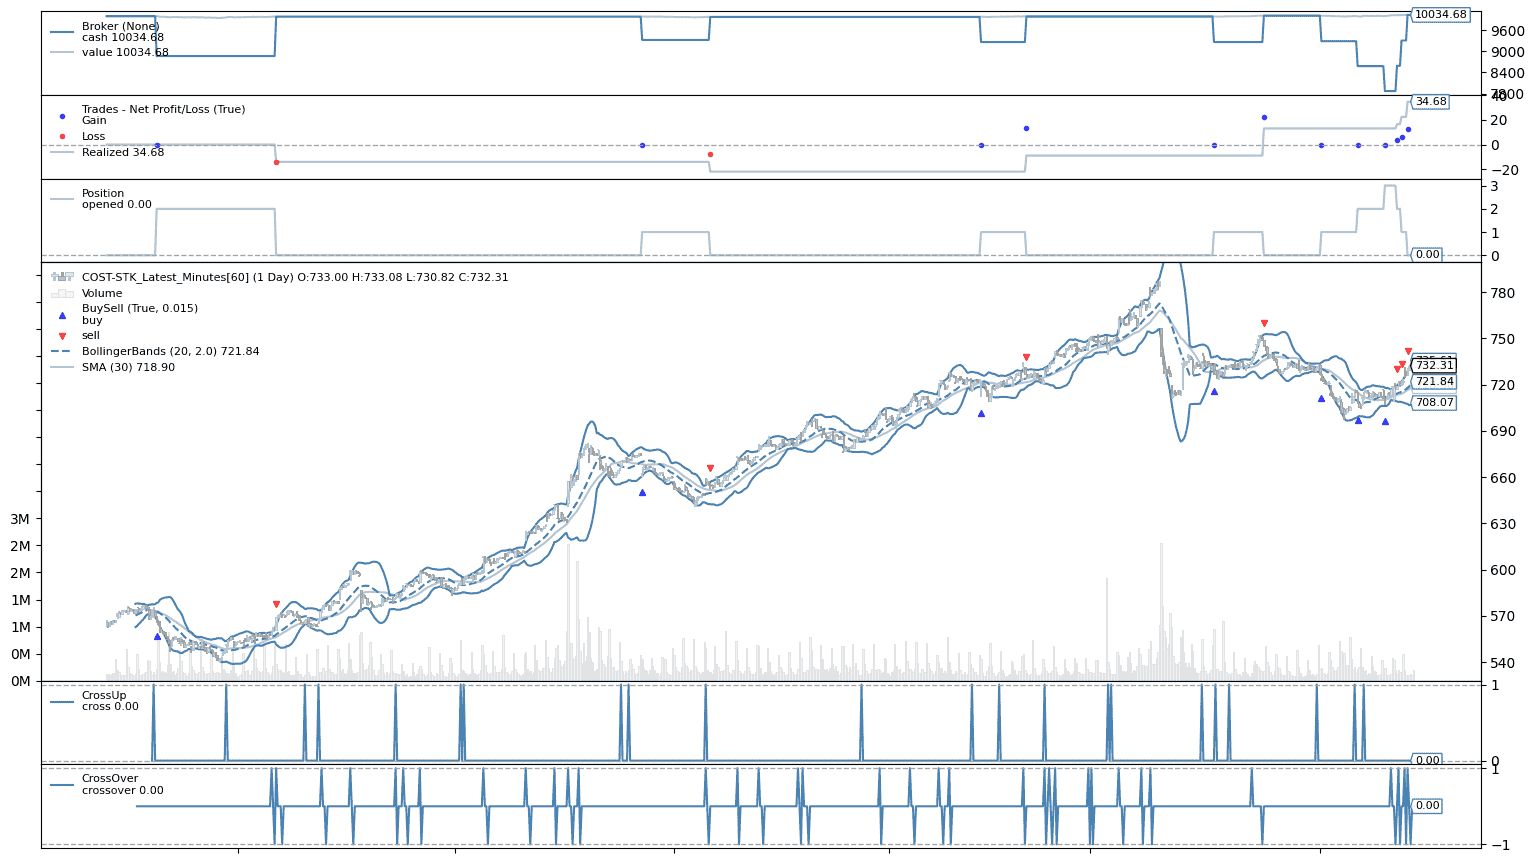 Broker (None)
cash 10034.68
value 10034.68
10034.68
9600
9000
8400
7800
Trades - Net Profit/Loss (True)
Gain
Loss
Realized 34.68
40
34.68
20
0
−20
Position
opened 0.00
3
2
1
0.00
0
COST-STK_Latest_Minutes[60] (1 Day) O:733.00 H:733.08 L:730.82 C:732.31
Volume
BuySell (True, 0.015)
buy
sell
BollingerBands (20, 2.0) 721.84
SMA (30) 718.90
780
750
732.31
721.84
720
708.07
690
660
630
600
570
540
3M
2M
2M
1M
1M
0M
0M
CrossUp
cross 0.00
1
0.00
0
CrossOver
crossover 0.00
1
0.00
−1